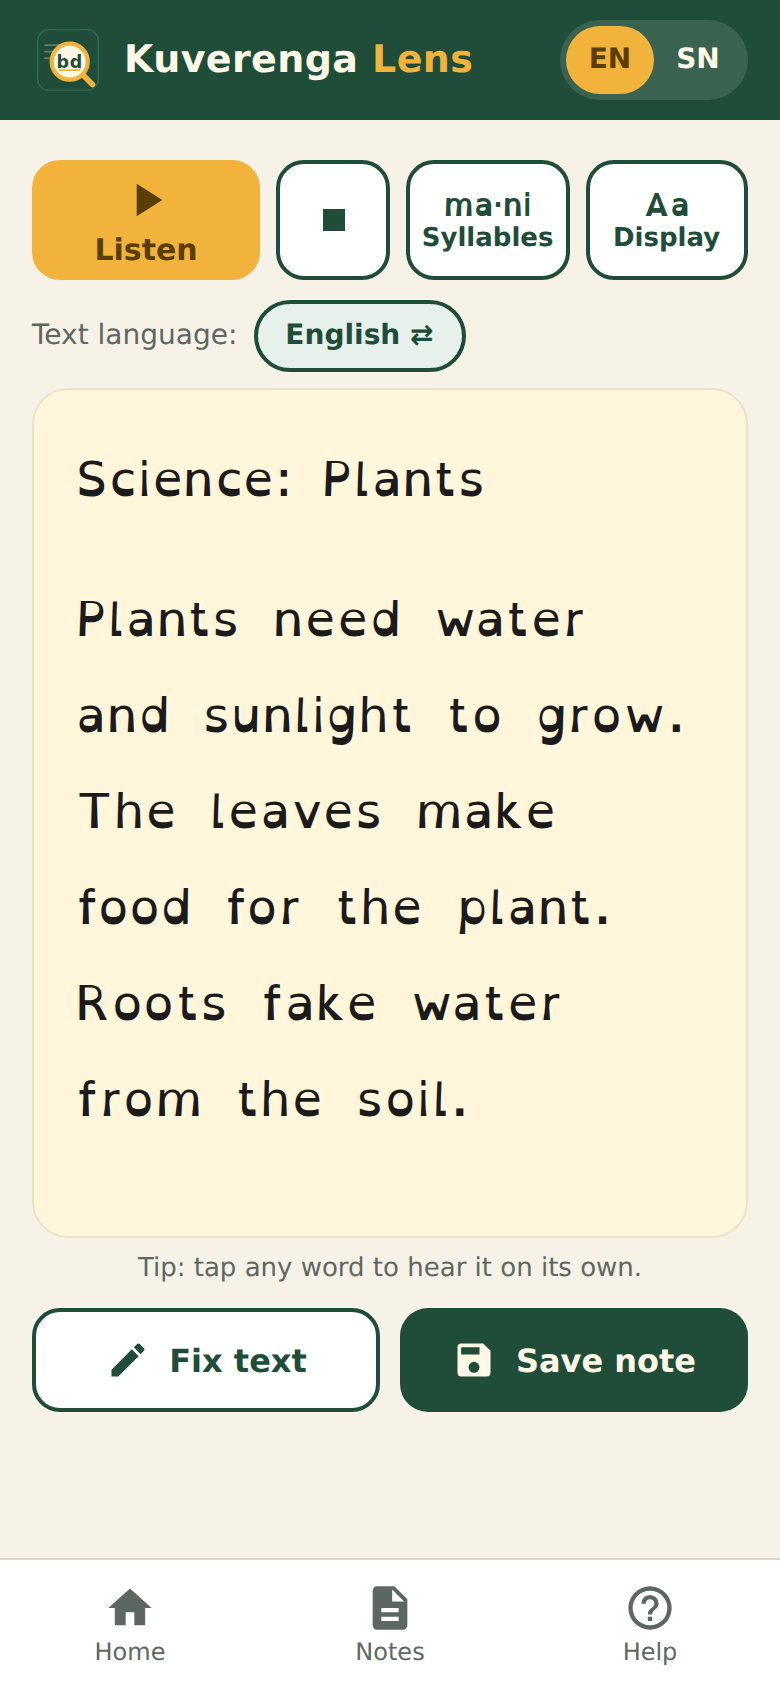 bd
Kuverenga Lens
EN SN
Listen
ma·ni
Syllables
Aa
Display
Text language: English ⇄
Science: Plants
Plants need water
and sunlight to grow.
The leaves make
food for the plant.
Roots fake water
from the soil.
Tip: tap any word to hear it on its own.
Fix text
Save note
Home
Notes
Help